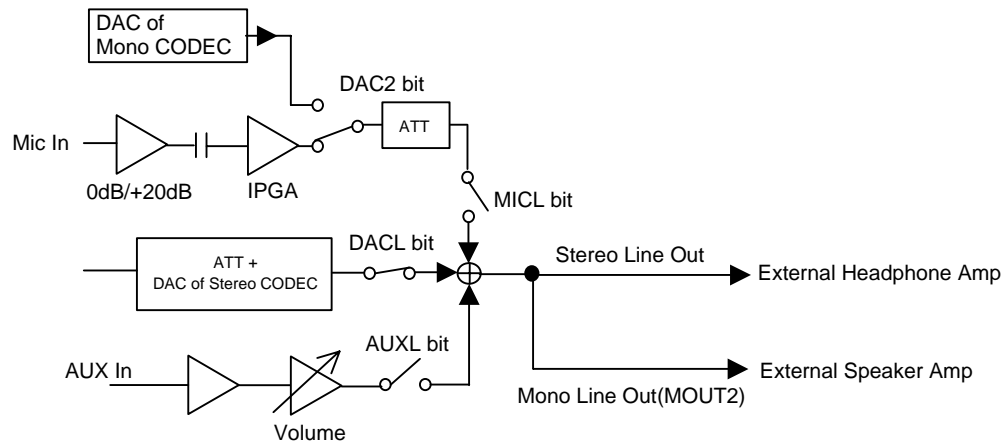 DAC of
Mono CODEC
DAC2 bit
ATT
Mic In
0dB/+20dB
IPGA
MICL bit
DACL bit
ATT +
DAC of Stereo CODEC
Stereo Line Out
External Headphone Amp
AUX In
AUXL bit
External Speaker Amp
Mono Line Out(MOUT2)
Volume